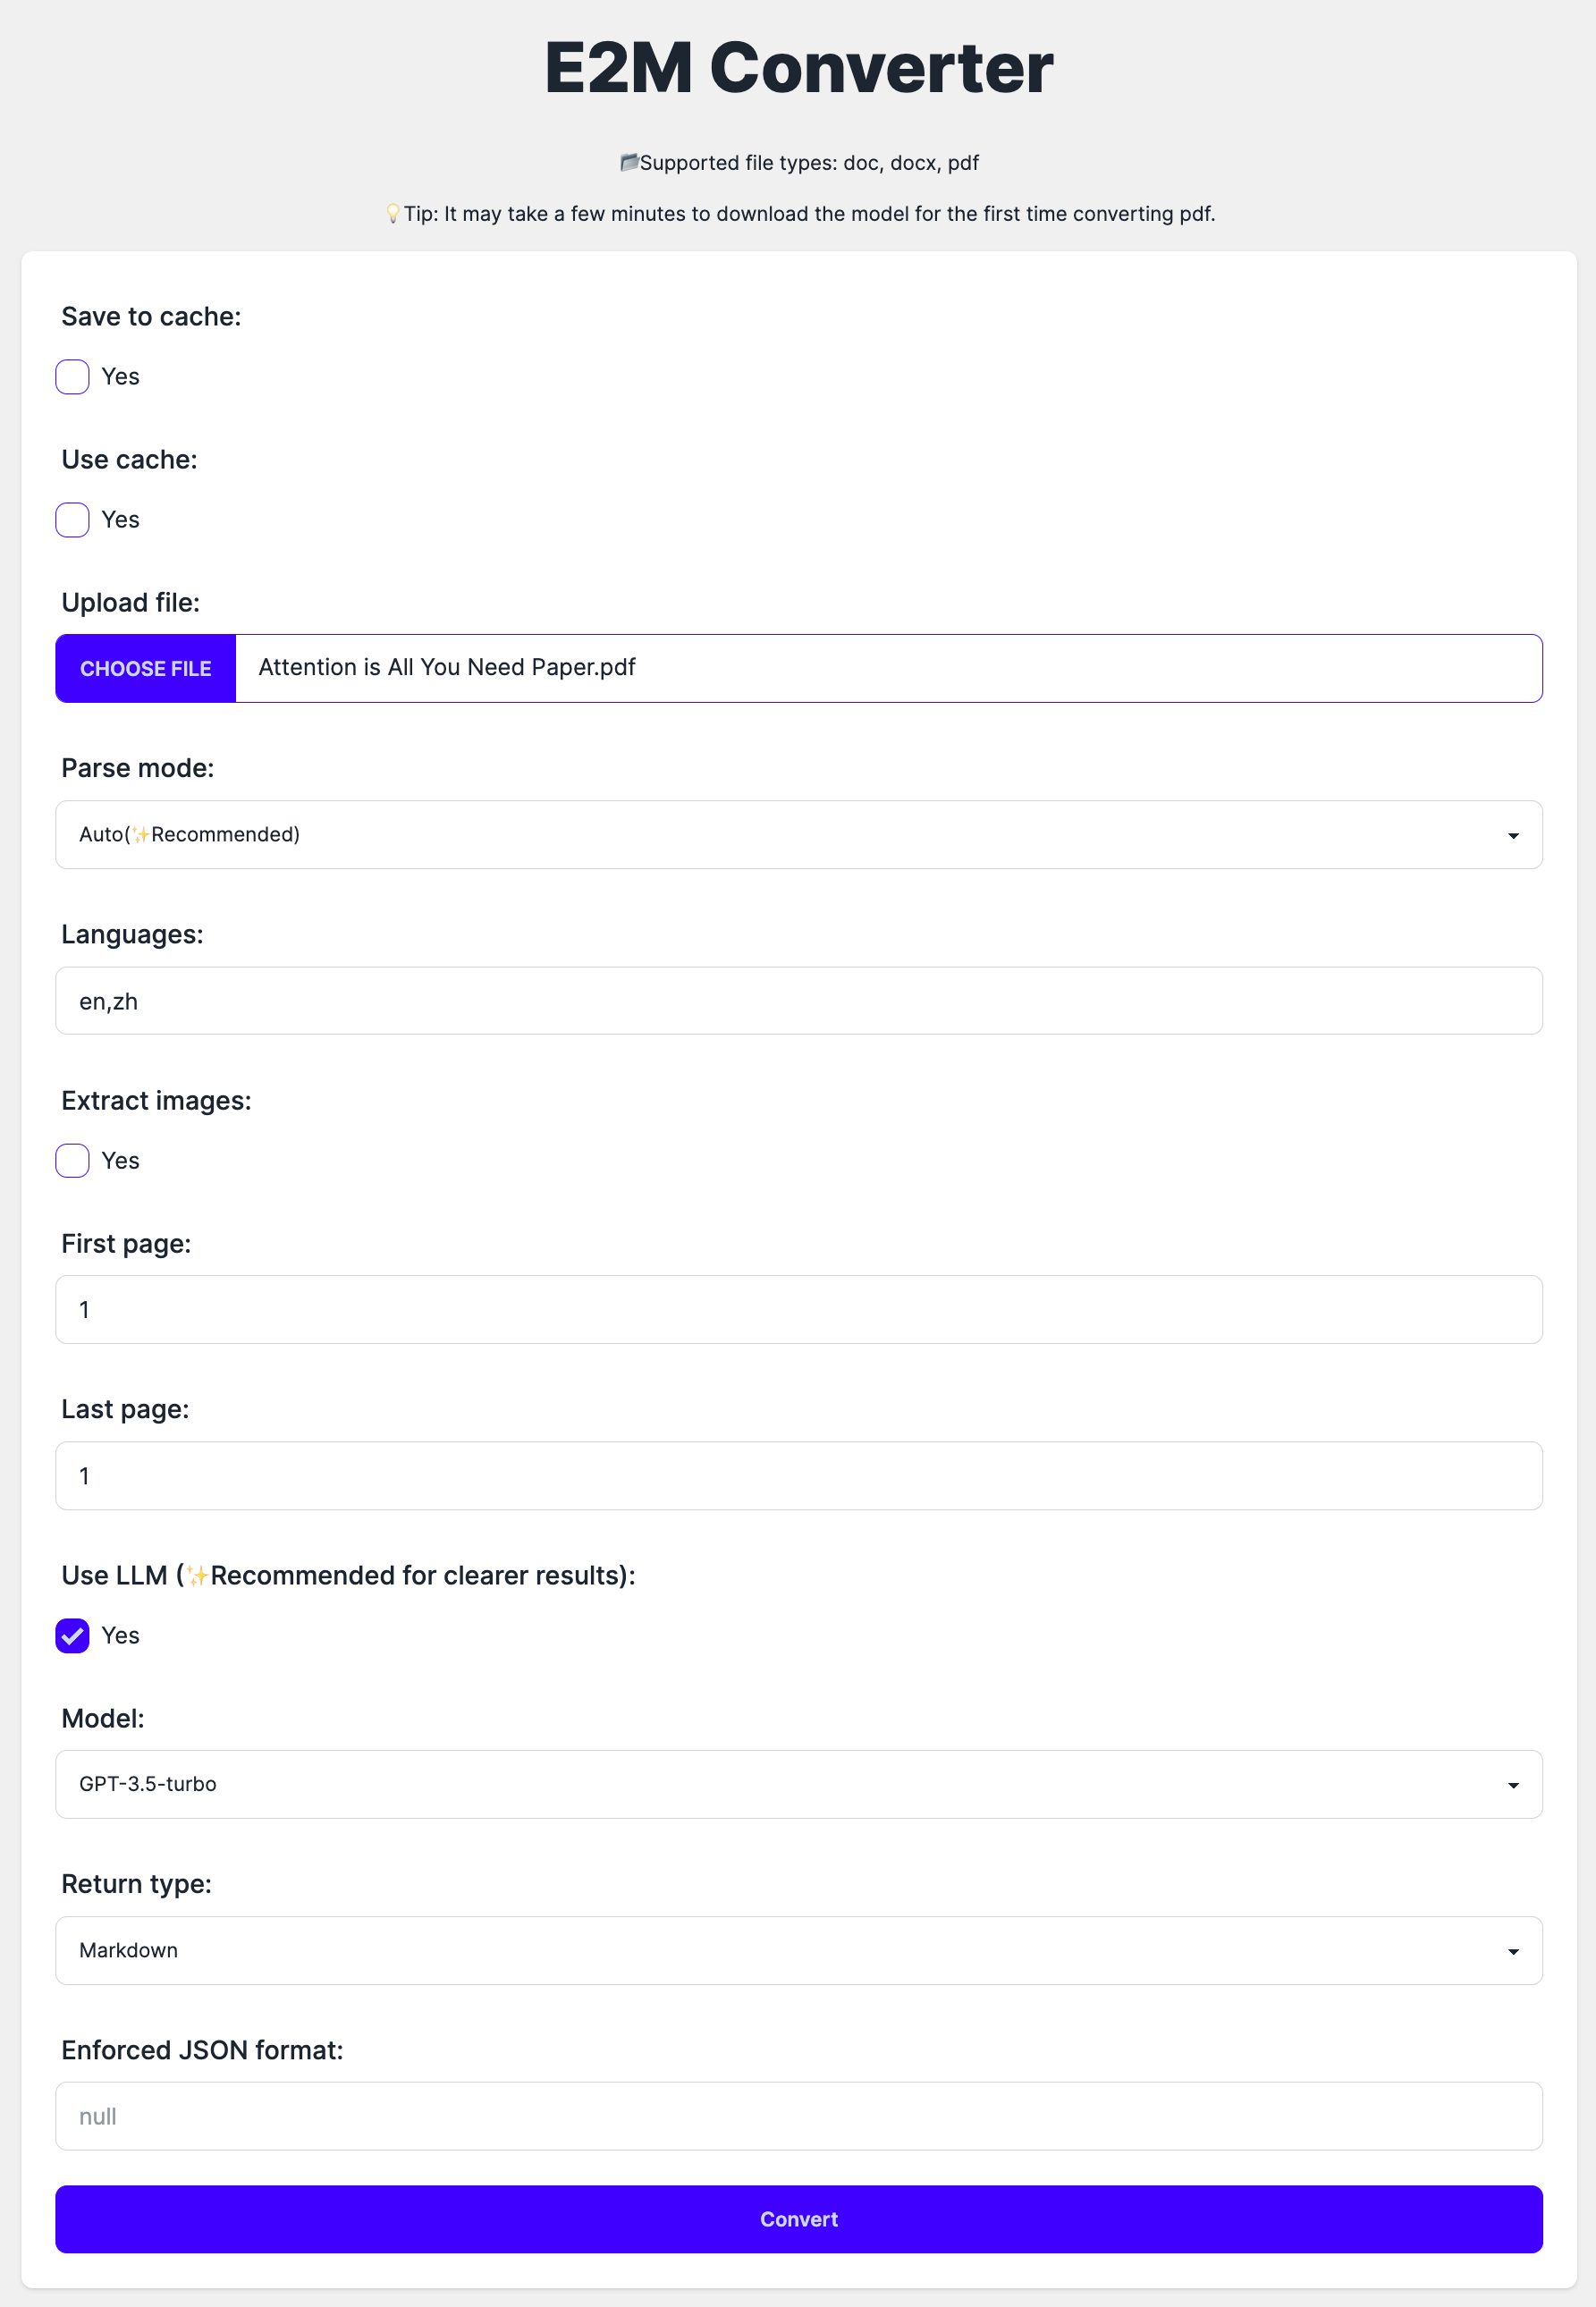 E2M Converter
📂Supported file types: doc, docx, pdf
💡Tip: It may take a few minutes to download the model for the first time converting pdf.
Save to cache:
Yes
Use cache:
Yes
Upload file:
CHOOSE FILE Attention is All You Need Paper.pdf
Parse mode:
Auto(✨Recommended)
Languages:
en,zh
Extract images:
Yes
First page:
1
Last page:
1
Use LLM (✨Recommended for clearer results):
Yes
Model:
GPT-3.5-turbo
Return type:
Markdown
Enforced JSON format:
null
Convert